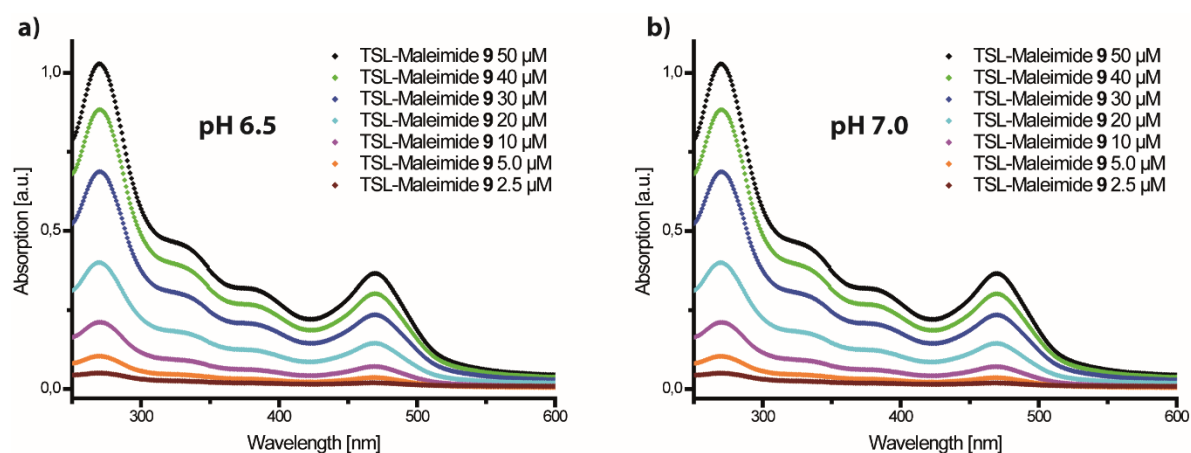 a)
TSL-Maleimide 9 50 µM
TSL-Maleimide 9 40 µM
TSL-Maleimide 9 30 µM
TSL-Maleimide 9 20 µM
TSL-Maleimide 9 10 µM
TSL-Maleimide 9 5.0 µM
TSL-Maleimide 9 2.5 µM
pH 6.5
Absorption [a.u.]
1,0
0,5
0,0
300
400
500
600
Wavelength [nm]
b)
TSL-Maleimide 9 50 µM
TSL-Maleimide 9 40 µM
TSL-Maleimide 9 30 µM
TSL-Maleimide 9 20 µM
TSL-Maleimide 9 10 µM
TSL-Maleimide 9 5.0 µM
TSL-Maleimide 9 2.5 µM
pH 7.0
Absorption [a.u.]
1,0
0,5
0,0
300
400
500
600
Wavelength [nm]